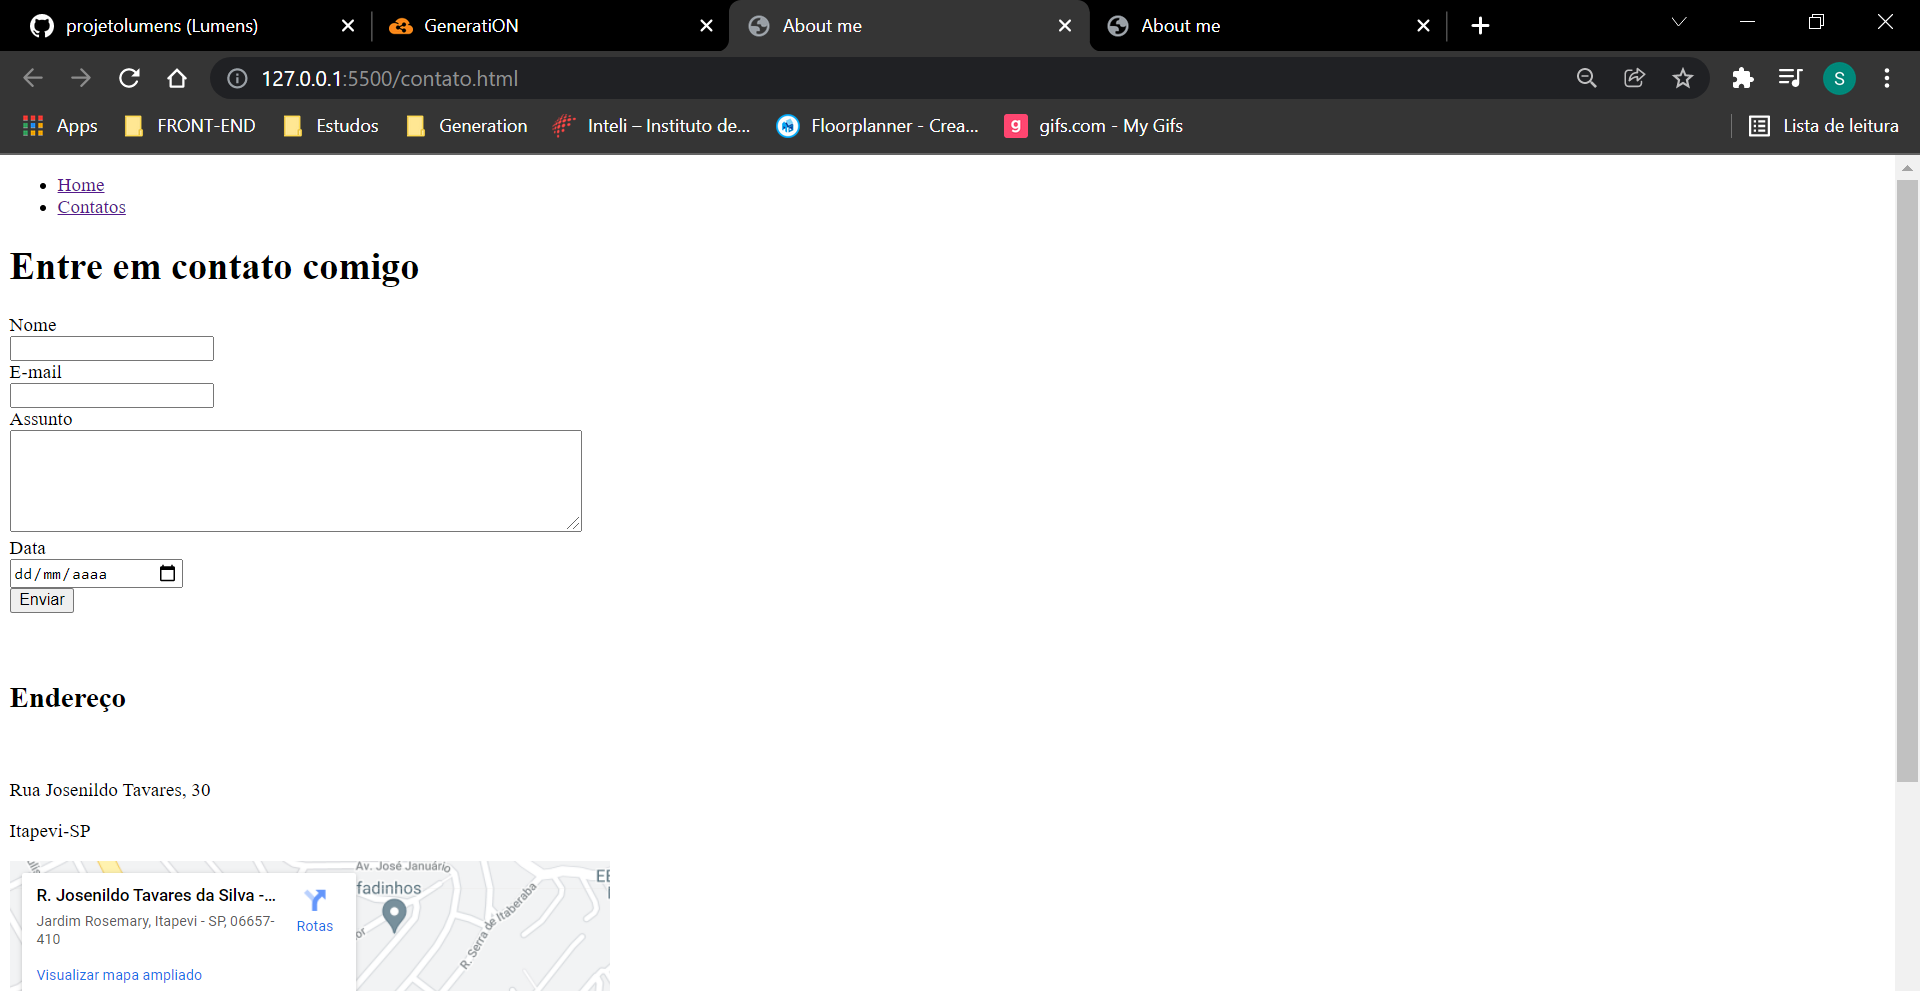 projetolumens (Lumens)
GeneratiON
About me
About me
127.0.0.1:5500/contato.html
S
Apps
FRONT-END
Estudos
Generation
Inteli – Instituto de...
Floorplanner - Crea...
g
gifs.com - My Gifs
Lista de leitura
Home
Contatos
Entre em contato comigo
Nome
E-mail
Assunto
Data
dd/mm/aaaa
Enviar
Endereço
Rua Josenildo Tavares, 30
Itapevi-SP
Av. José Januário
fadinhos
R. Serra de Itaberaba
R. Josenildo Tavares da Silva -...
Jardim Rosemary, Itapevi - SP, 06657-
410
Rotas
Visualizar mapa ampliado